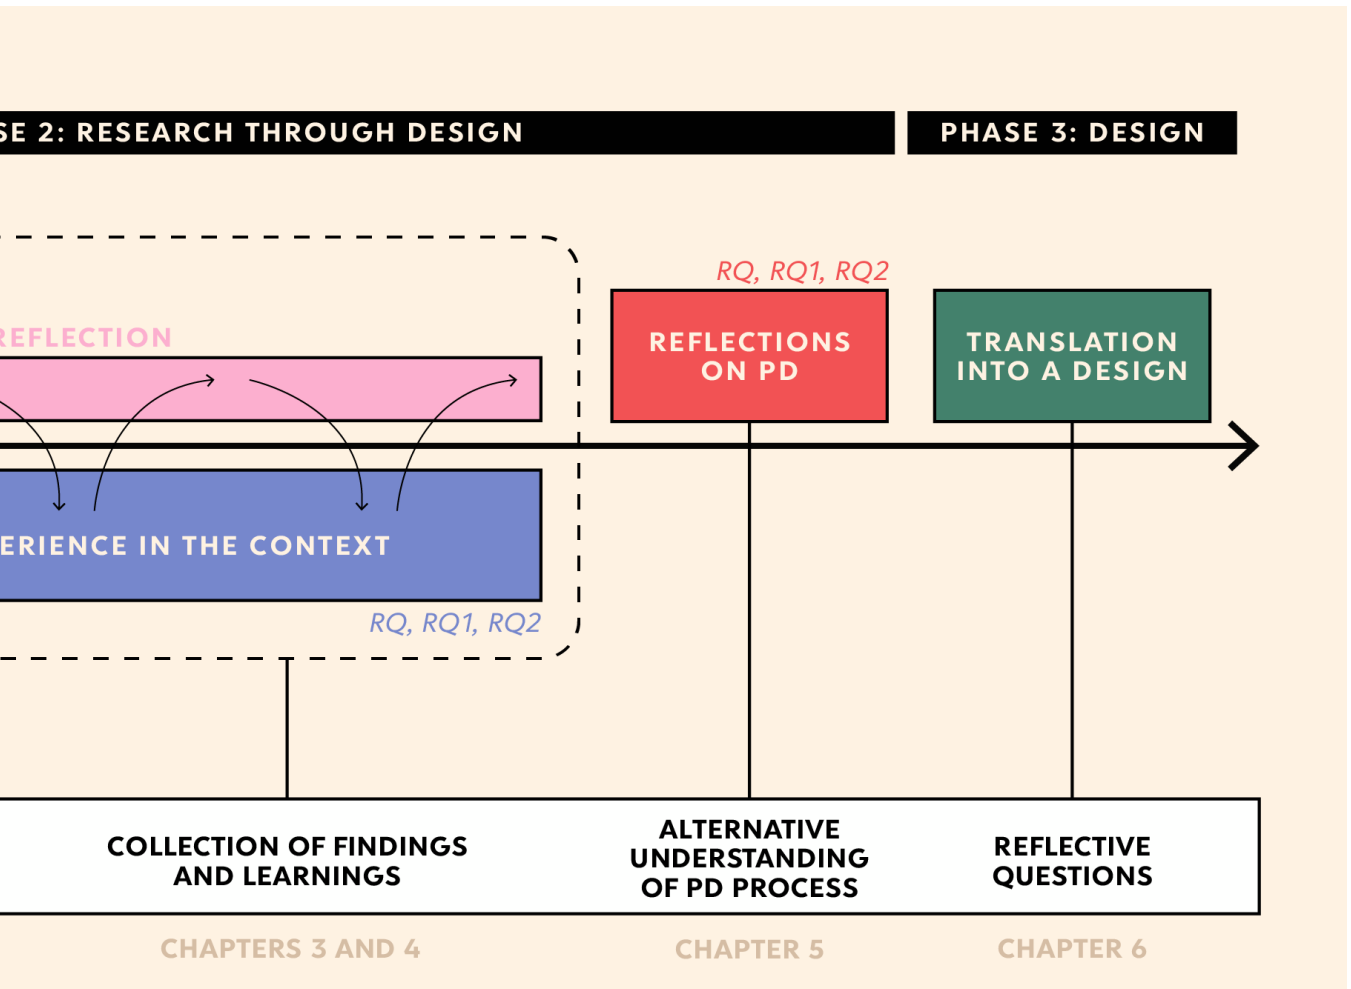 SE 2: RESEARCH THROUGH DESIGN
PHASE 3: DESIGN
RQ, RQ1, RQ2
REFLECTIONS
ON PD
TRANSLATION
INTO A DESIGN
REFLECTION
ERIENCE IN THE CONTEXT
RQ, RQ1, RQ2
COLLECTION OF FINDINGS
AND LEARNINGS
ALTERNATIVE
UNDERSTANDING
OF PD PROCESS
REFLECTIVE
QUESTIONS
CHAPTERS 3 AND 4
CHAPTER 5
CHAPTER 6